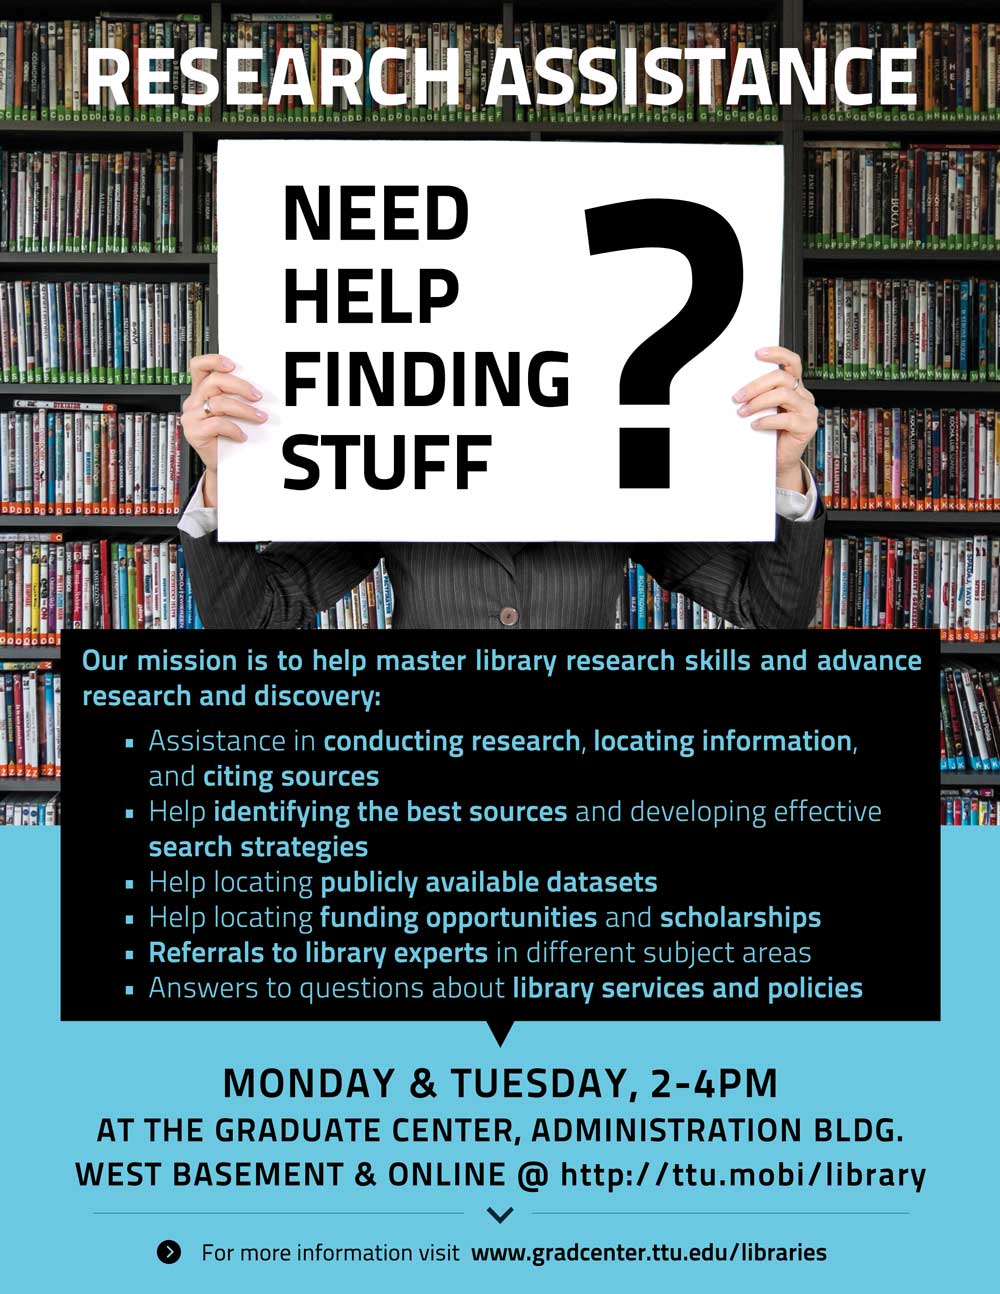 RESEARCH ASSISTANCE
NEED
HELP
FINDING
STUFF
?
Our mission is to help master library research skills and advance
research and discovery:
▪ Assistance in conducting research, locating information,
and citing sources
▪ Help identifying the best sources and developing effective
search strategies
▪ Help locating publicly available datasets
▪ Help locating funding opportunities and scholarships
▪ Referrals to library experts in different subject areas
▪ Answers to questions about library services and policies
MONDAY & TUESDAY, 2-4PM
AT THE GRADUATE CENTER, ADMINISTRATION BLDG.
WEST BASEMENT & ONLINE @ http://ttu.mobi/library
For more information visit www.gradcenter.ttu.edu/libraries